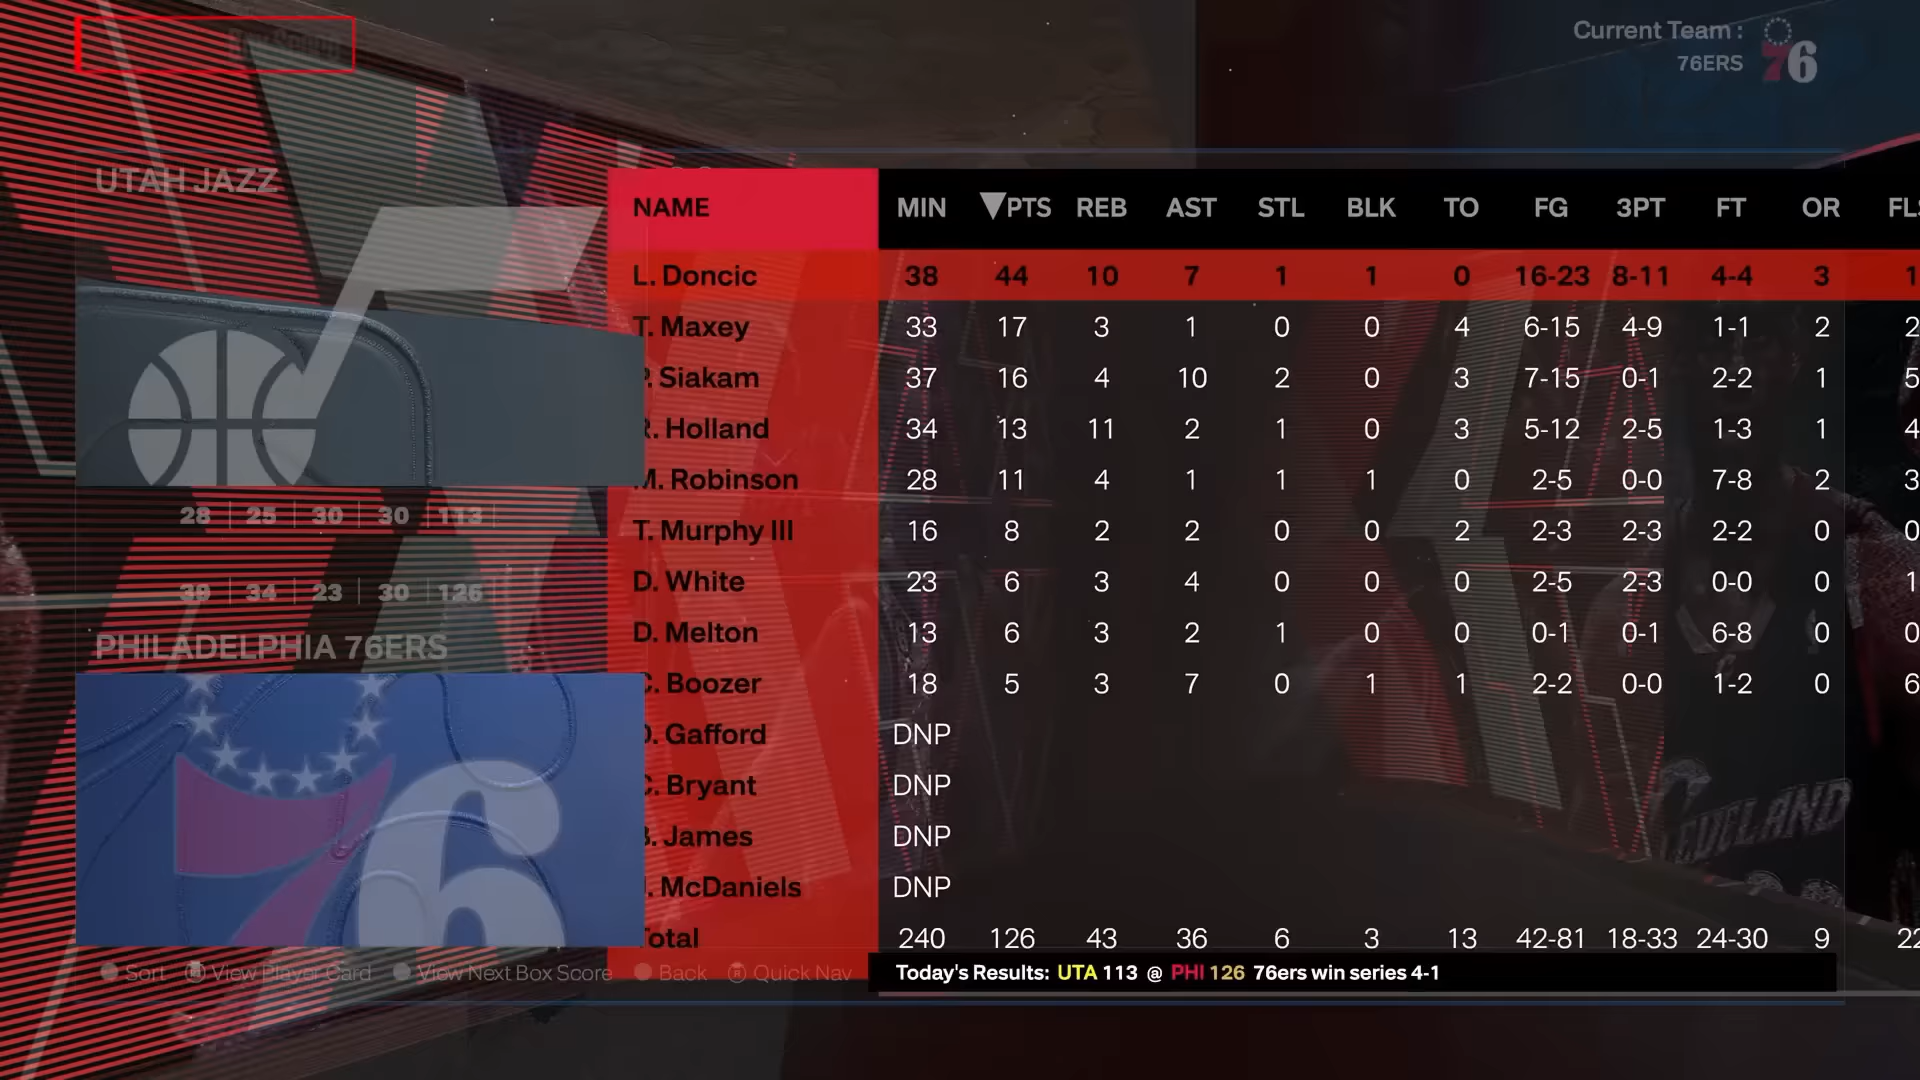 Current Team :
76ERS
76
UTAH JAZZ
28 25 30 30 113
39 34 23 30 126
PHILADELPHIA 76ERS
76
NAME MIN PTS REB AST STL BLK TO FG 3PT FT OR
L. Doncic 38 44 10 7 1 1 0 16-23 8-11 4-4 3 1
T. Maxey 33 17 3 1 0 0 4 6-15 4-9 1-1 2 2
P. Siakam 37 16 4 10 2 0 3 7-15 0-1 2-2 1 5
R. Holland 34 13 11 2 1 0 3 5-12 2-5 1-3 1 4
M. Robinson 28 11 4 1 1 1 0 2-5 0-0 7-8 2 3
T. Murphy III 16 8 2 2 0 0 2 2-3 2-3 2-2 0 0
D. White 23 6 3 4 0 0 0 2-5 2-3 0-0 0 1
D. Melton 13 6 3 2 1 0 0 0-1 0-1 6-8 0 0
C. Boozer 18 5 3 7 0 1 1 2-2 0-0 1-2 0 6
D. Gafford DNP
C. Bryant DNP
B. James DNP
McDaniels DNP
Total 240 126 43 36 6 3 13 42-81 18-33 24-30 9 22
Sort View Player Card View Next Box Score Back Quick Nav
Today's Results: UTA 113 @ PHI 126 76ers win series 4-1
CLEVELAND